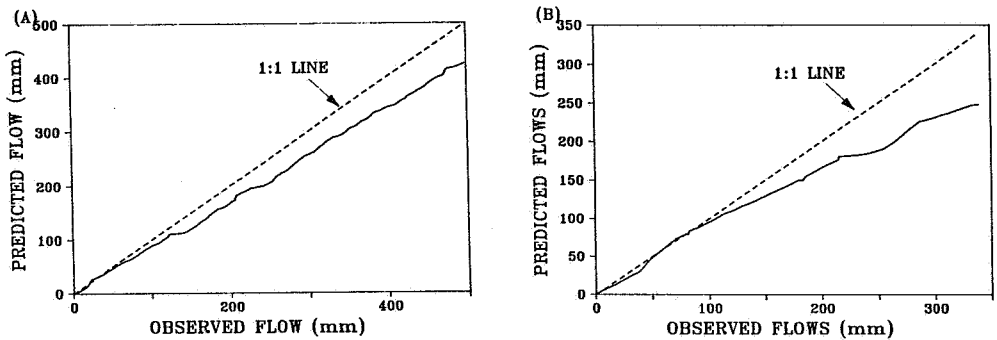 (A)
500
400
300
200
100
0
PREDICTED FLOW (mm)
1:1 LINE
0
200
400
OBSERVED FLOW (mm)
(B)
350
300
250
200
150
100
50
0
PREDICTED FLOWS (mm)
1:1 LINE
0
100
200
300
OBSERVED FLOWS (mm)